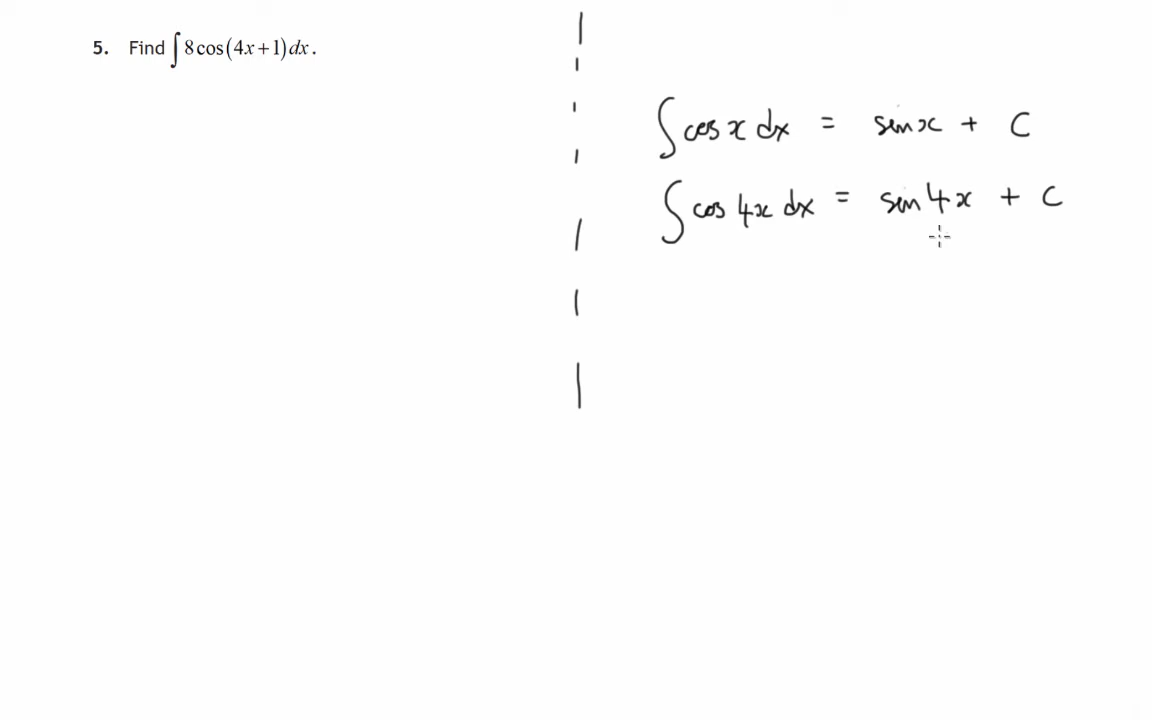 5. Find ∫8cos(4x+1)dx.
∫cos x dx = sin x + C
∫cos 4x dx = sin 4x + C